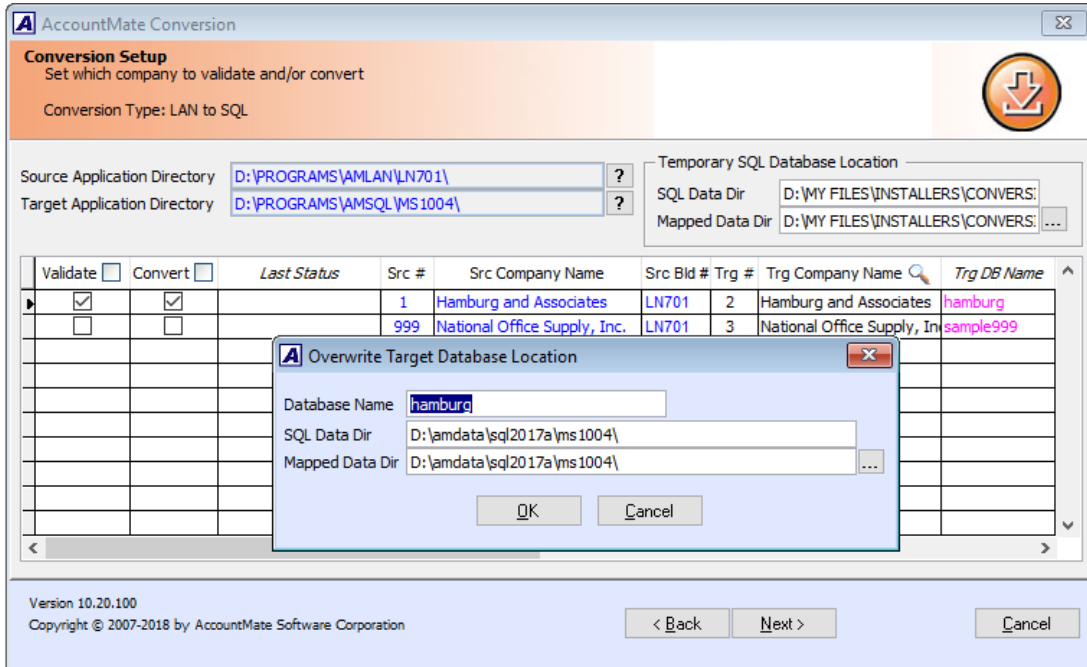 AccountMate Conversion
Conversion Setup
Set which company to validate and/or convert
Conversion Type: LAN to SQL
Source Application Directory D:\PROGRAMS\AMLAN\LN701\ ?
Target Application Directory D:\PROGRAMS\AMSQL\MS1004\ ?
Temporary SQL Database Location
SQL Data Dir D:\MY FILES\INSTALLERS\CONVERS
Mapped Data Dir D:\MY FILES\INSTALLERS\CONVERS ...
Validate Convert Last Status Src # Src Company Name Src Bld # Trg # Trg Company Name Trg DB Name
1 Hamburg and Associates LN701 2 Hamburg and Associates hamburg
999 National Office Supply, Inc. LN701 3 National Office Supply, In sample999
Overwrite Target Database Location
Database Name hamburg
SQL Data Dir D:\amdata\sql2017a\ms1004\
Mapped Data Dir D:\amdata\sql2017a\ms1004\ ...
OK Cancel
Version 10.20.100
Copyright © 2007-2018 by AccountMate Software Corporation
< Back Next > Cancel